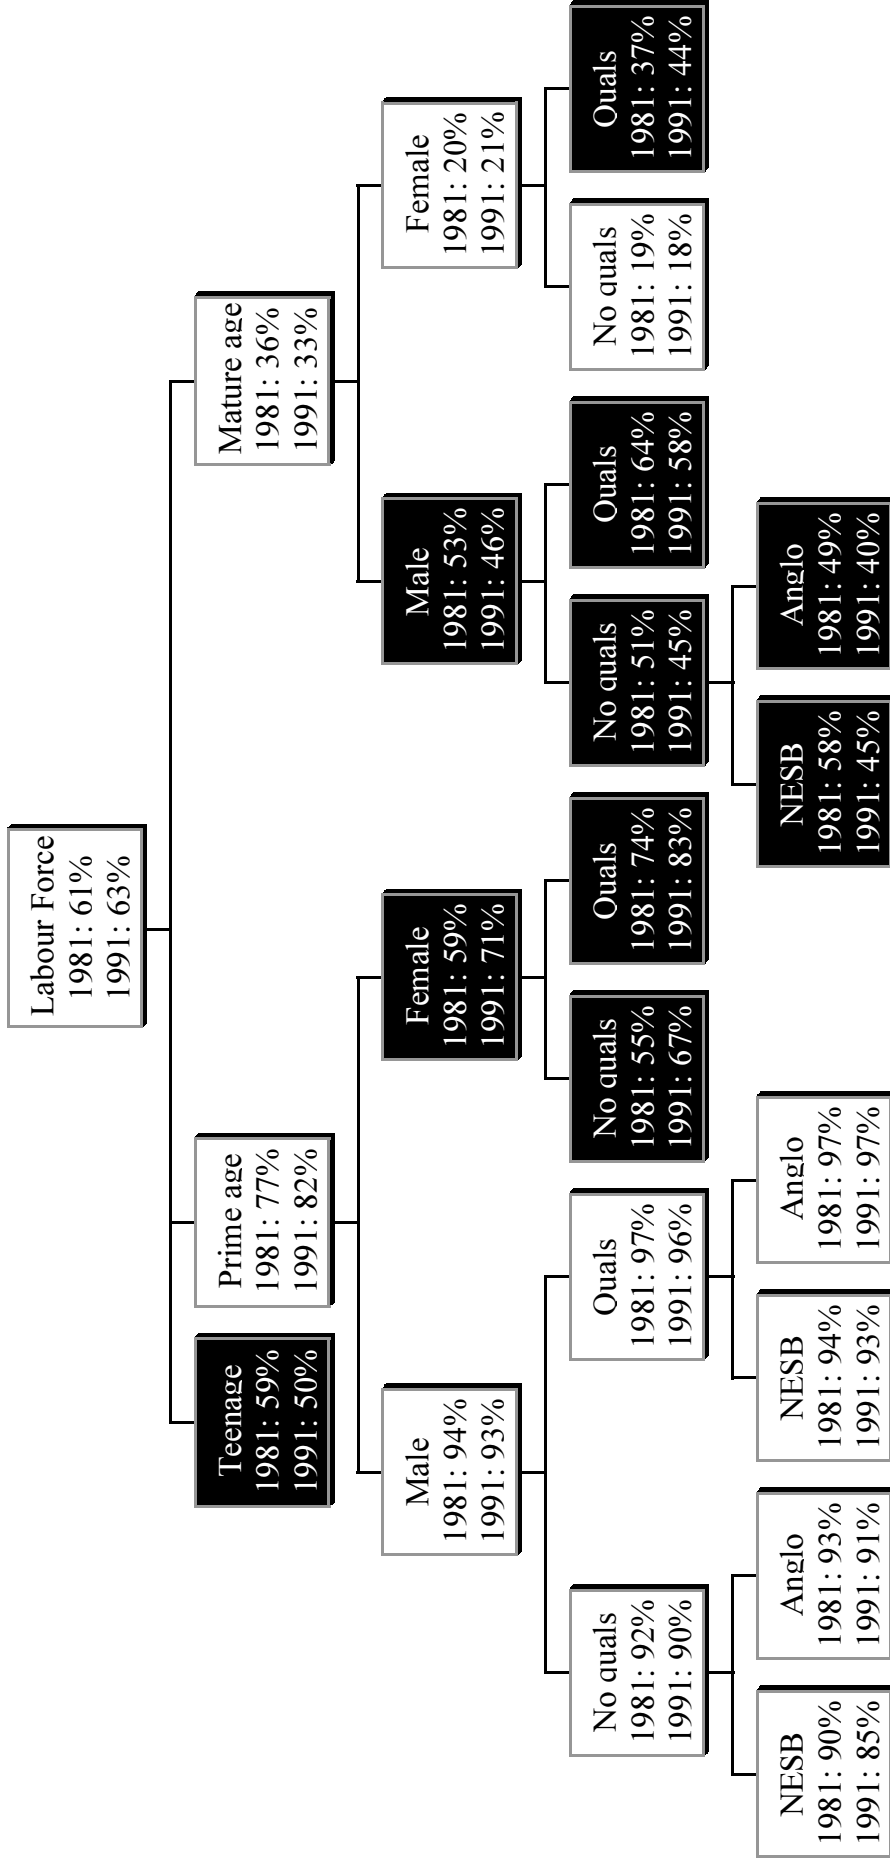 Labour Force
1981: 61%
1991: 63%
Teenage
1981: 59%
1991: 50%
Prime age
1981: 77%
1991: 82%
Mature age
1981: 36%
1991: 33%
Male
1981: 94%
1991: 93%
Female
1981: 59%
1991: 71%
Male
1981: 53%
1991: 46%
Female
1981: 20%
1991: 21%
No quals
1981: 92%
1991: 90%
Quals
1981: 97%
1991: 96%
No quals
1981: 55%
1991: 67%
Quals
1981: 74%
1991: 83%
No quals
1981: 51%
1991: 45%
Quals
1981: 64%
1991: 58%
No quals
1981: 19%
1991: 18%
Quals
1981: 37%
1991: 44%
NESB
1981: 90%
1991: 85%
Anglo
1981: 93%
1991: 91%
NESB
1981: 94%
1991: 93%
Anglo
1981: 97%
1991: 97%
NESB
1981: 58%
1991: 45%
Anglo
1981: 49%
1991: 40%